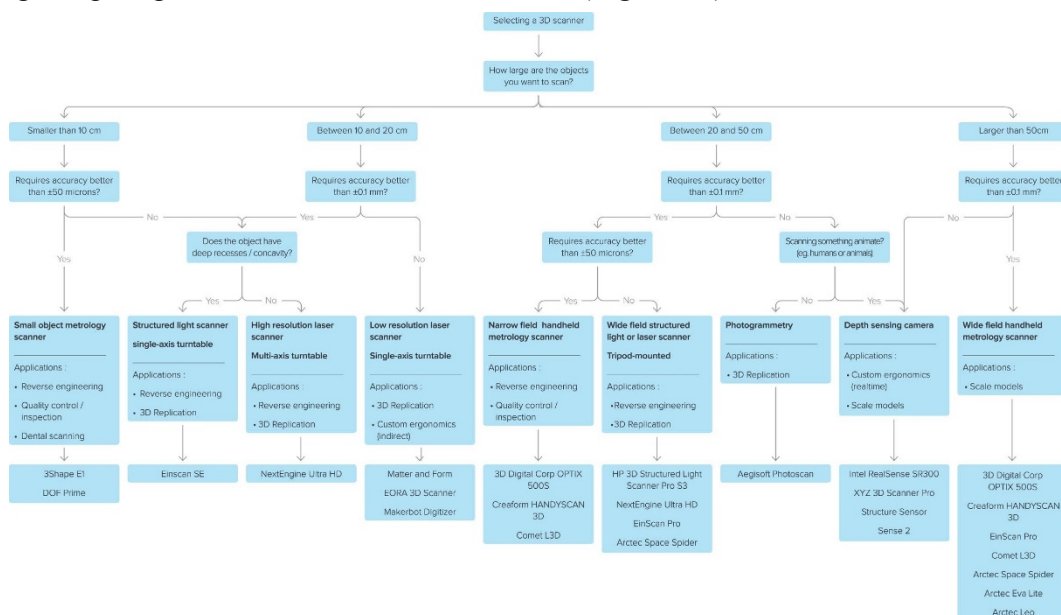 Selecting a 3D scanner
How large are the objects
you want to scan?
Smaller than 10 cm
Between 10 and 20 cm
Between 20 and 50 cm
Larger than 50cm
Requires accuracy better
than ±50 microns?
Requires accuracy better
than ±0.1 mm?
Requires accuracy better
than ±0.1 mm?
Requires accuracy better
than ±0.1 mm?
No
Yes
Yes
No
No
Yes
Does the object have
deep recesses / concavity?
Requires accuracy better
than ±50 microns?
Scanning something animate?
(eg. humans or animals)
Yes
No
Yes
No
No
Yes
No
Yes
Small object metrology
scanner
Applications :
• Reverse engineering
• Quality control /
inspection
• Dental scanning
3Shape E1
DOF Prime
Structured light scanner
single-axis turntable
Applications :
• Reverse engineering
• 3D Replication
Einscan SE
High resolution laser
scanner
Multi-axis turntable
Applications :
• Reverse engineering
• 3D Replication
NextEngine Ultra HD
Low resolution laser
scanner
Single-axis turntable
Applications :
• 3D Replication
• Custom ergonomics
(indirect)
Matter and Form
EORA 3D Scanner
Makerbot Digitizer
Narrow field handheld
metrology scanner
Applications :
• Reverse engineering
• Quality control /
inspection
3D Digital Corp OPTIX
500S
Creaform HANDYSCAN
3D
Comet L3D
Wide field structured
light or laser scanner
Tripod-mounted
Applications :
•Reverse engineering
•3D Replication
HP 3D Structured Light
Scanner Pro S3
NextEngine Ultra HD
EinScan Pro
Arctec Space Spider
Photogrammetry
Applications :
• 3D Replication
Aegisoft Photoscan
Depth sensing camera
Applications :
• Custom ergonomics
(realtime)
• Scale models
Intel RealSense SR300
XYZ 3D Scanner Pro
Structure Sensor
Sense 2
Wide field handheld
metrology scanner
Applications :
• Scale models
3D Digital Corp
OPTIX 500S
Creaform HANDYSCAN
3D
EinScan Pro
Comet L3D
Arctec Space Spider
Arctec Eva Lite
Arctec Leo